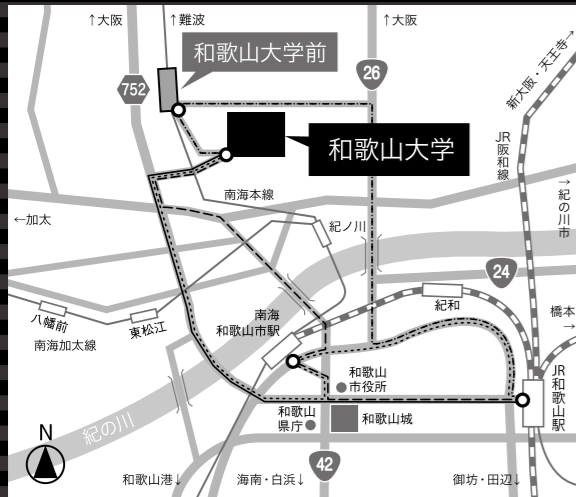 ↑大阪
↑難波
↑大阪
和歌山大学前
752
26
新大阪・天王寺→
和歌山大学
JR
阪和線
→紀の川市
南海本線
←加太
紀ノ川
24
八幡前
東松江
南海加太線
南海
和歌山市駅
紀和
橋本
→
和歌山
市役所
JR和歌山駅
和歌山
県庁
和歌山城
紀の川
N
42
和歌山港↓
海南・白浜↓
御坊・田辺↓